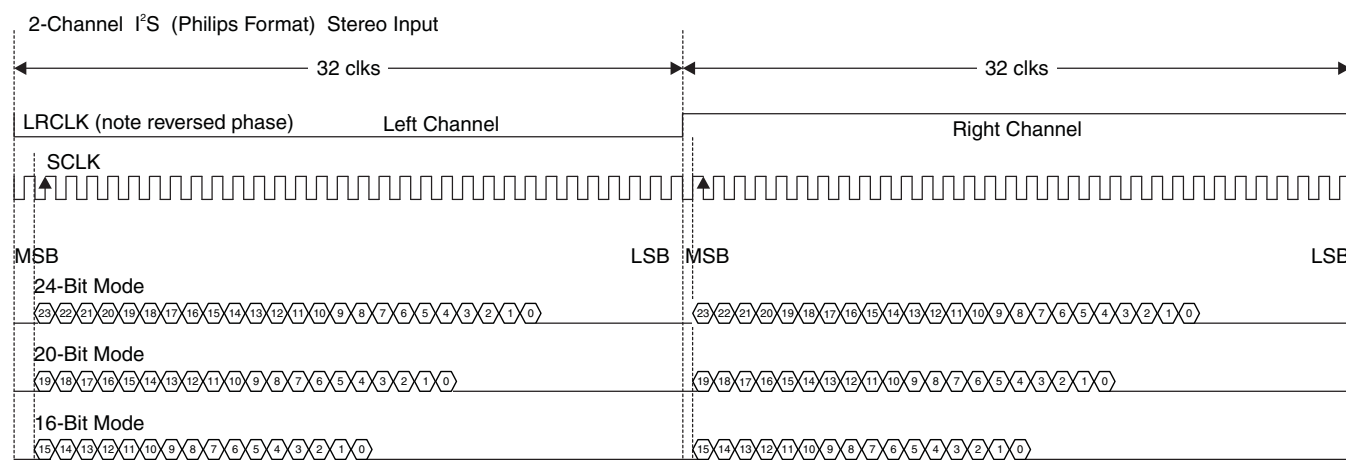 2-Channel I²S (Philips Format) Stereo Input
32 clks 32 clks
LRCLK (note reversed phase) Left Channel Right Channel
SCLK
MSB LSB MSB LSB
24-Bit Mode
23 22 21 20 19 18 17 16 15 14 13 12 11 10 9 8 7 6 5 4 3 2 1 0 23 22 21 20 19 18 17 16 15 14 13 12 11 10 9 8 7 6 5 4 3 2 1 0
20-Bit Mode
19 18 17 16 15 14 13 12 11 10 9 8 7 6 5 4 3 2 1 0 19 18 17 16 15 14 13 12 11 10 9 8 7 6 5 4 3 2 1 0
16-Bit Mode
15 14 13 12 11 10 9 8 7 6 5 4 3 2 1 0 15 14 13 12 11 10 9 8 7 6 5 4 3 2 1 0